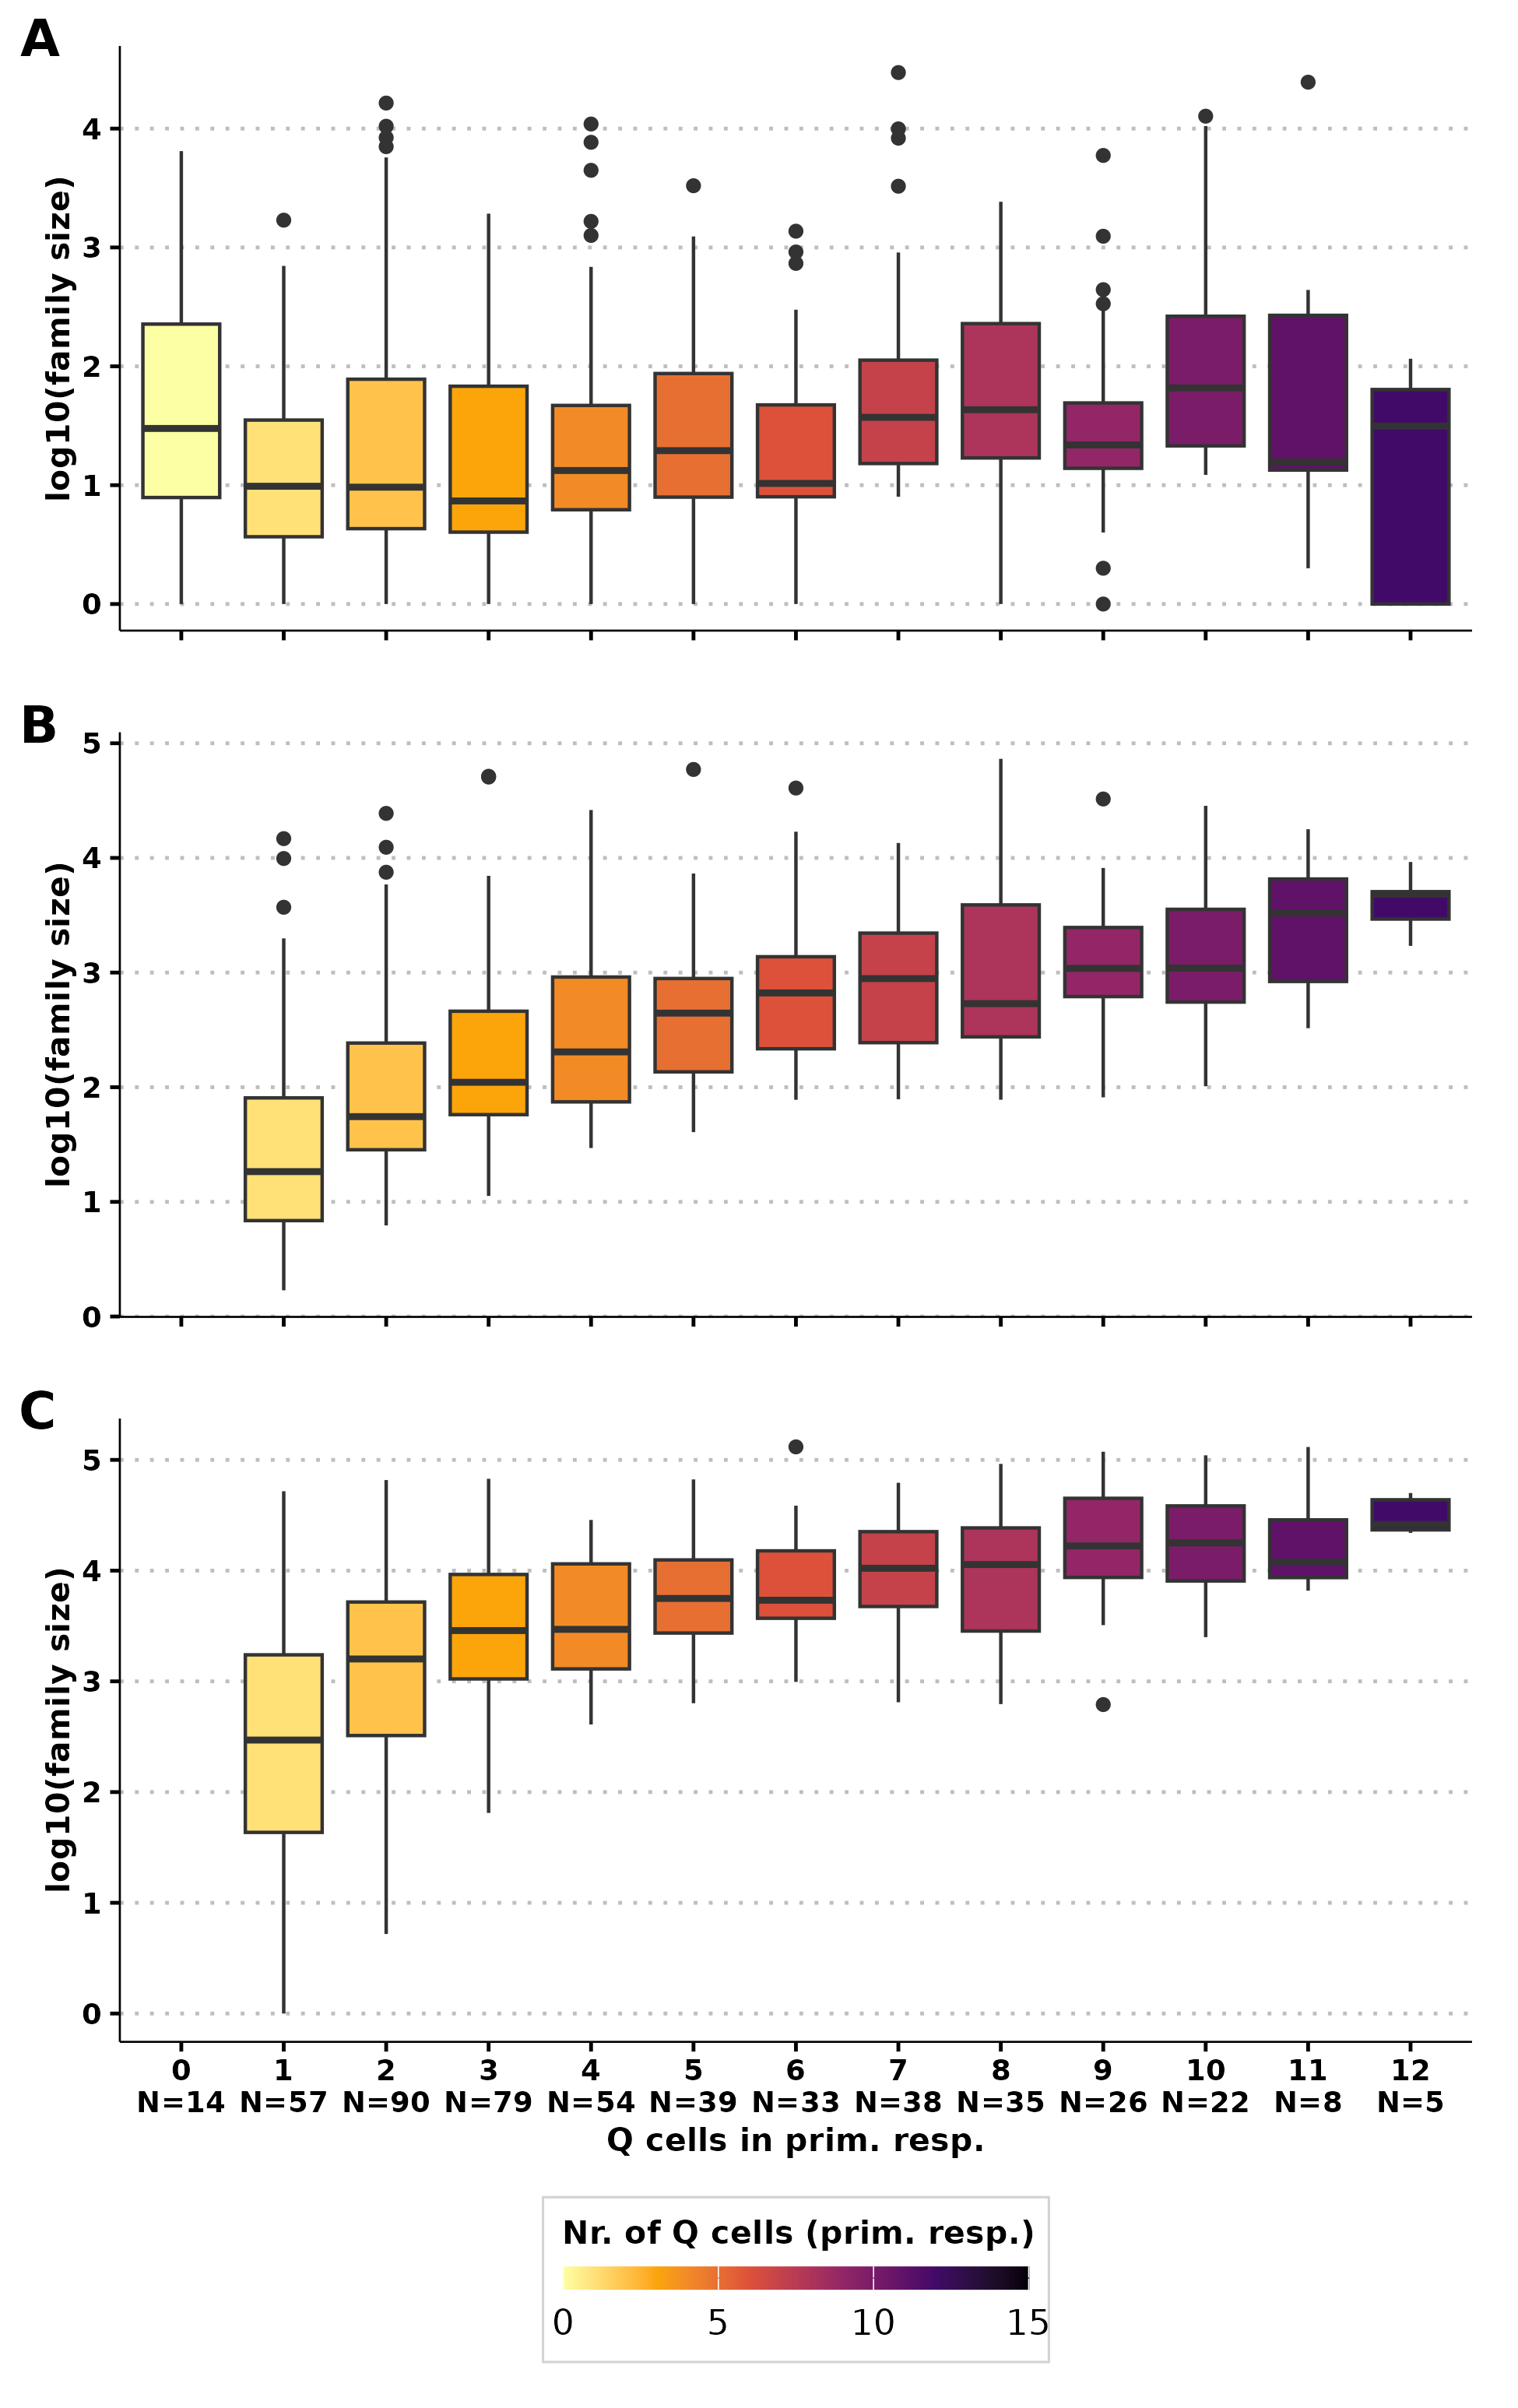 A
log10(family size)
4
3
2
1
0
B
log10(family size)
5
4
3
2
1
0
C
log10(family size)
5
4
3
2
1
0
0 1 2 3 4 5 6 7 8 9 10 11 12
N=14 N=57 N=90 N=79 N=54 N=39 N=33 N=38 N=35 N=26 N=22 N=8 N=5
Q cells in prim. resp.
Nr. of Q cells (prim. resp.)
0 5 10 15